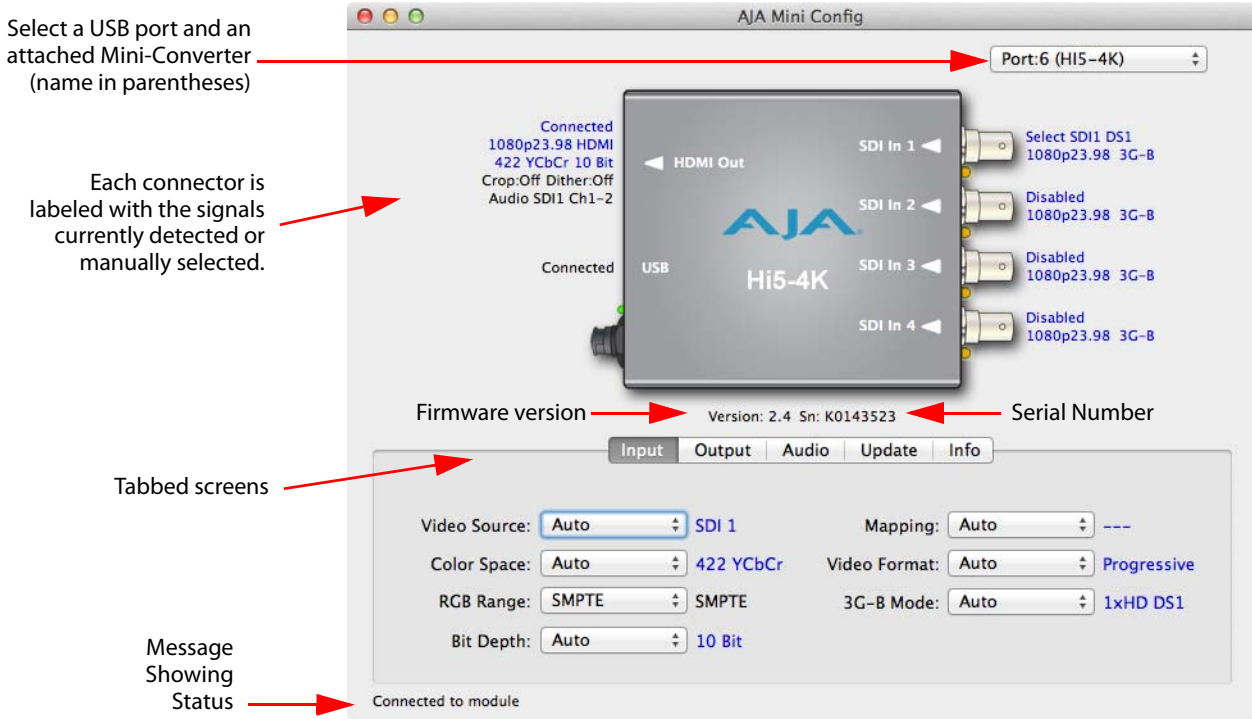 AJA Mini Config
Select a USB port and an
attached Mini-Converter
(name in parentheses)
Port:6 (HI5-4K)
Each connector is
labeled with the signals
currently detected or
manually selected.
Connected
1080p23.98 HDMI
422 YCbCr 10 Bit
Crop:Off Dither:Off
Audio SDI1 Ch1-2
Connected
HDMI Out
USB
AJA
Hi5-4K
SDI In 1
SDI In 2
SDI In 3
SDI In 4
Select SDI1 DS1
1080p23.98 3G-B
Disabled
1080p23.98 3G-B
Disabled
1080p23.98 3G-B
Disabled
1080p23.98 3G-B
Firmware version
Version: 2.4 Sn: K0143523
Serial Number
Tabbed screens
Input Output Audio Update Info
Video Source: Auto SDI 1
Color Space: Auto 422 YCbCr
RGB Range: SMPTE SMPTE
Bit Depth: Auto 10 Bit
Mapping: Auto ---
Video Format: Auto Progressive
3G-B Mode: Auto 1xHD DS1
Message
Showing
Status
Connected to module